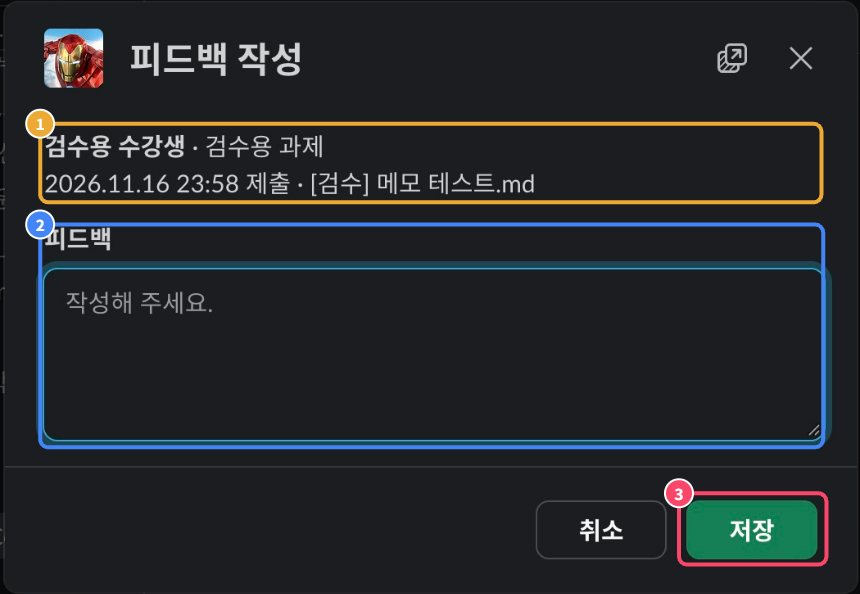 피드백 작성
1
검수용 수강생 · 검수용 과제
2026.11.16 23:58 제출 · [검수] 메모 테스트.md
2
피드백
작성해 주세요.
취소
3
저장